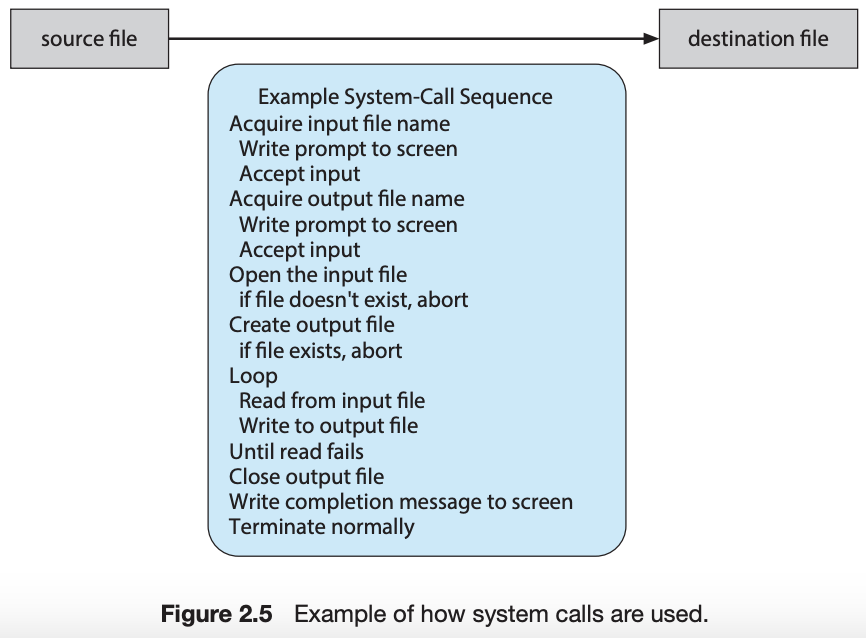 source file
destination file
Example System-Call Sequence
Acquire input file name
Write prompt to screen
Accept input
Acquire output file name
Write prompt to screen
Accept input
Open the input file
if file doesn't exist, abort
Create output file
if file exists, abort
Loop
Read from input file
Write to output file
Until read fails
Close output file
Write completion message to screen
Terminate normally
Figure 2.5 Example of how system calls are used.